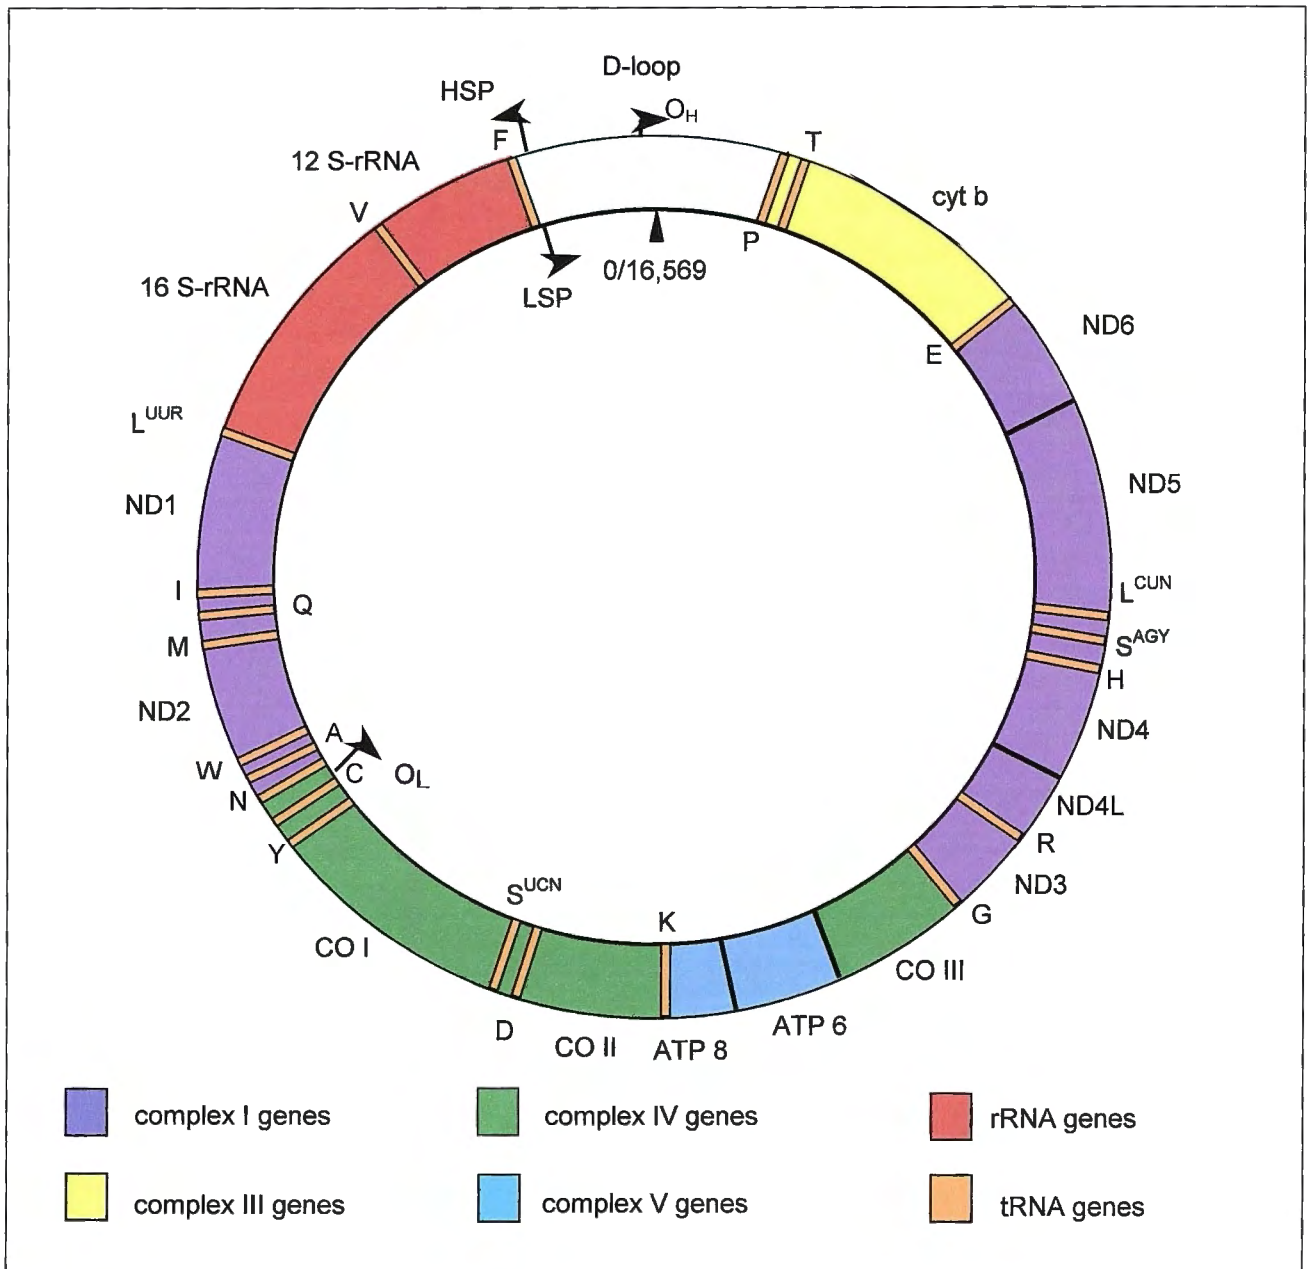 D-loop
HSP
OH
F
T
12 S-rRNA
cyt b
V
P
0/16,569
LSP
16 S-rRNA
ND6
E
LUUR
ND5
ND1
LCUN
I
Q
SAGY
M
H
ND2
ND4
A
W
C
OL
N
ND4L
R
Y
ND3
SUCN
G
K
CO I
CO III
D
CO II
ATP 8
ATP 6
complex I genes
complex IV genes
rRNA genes
complex III genes
complex V genes
tRNA genes